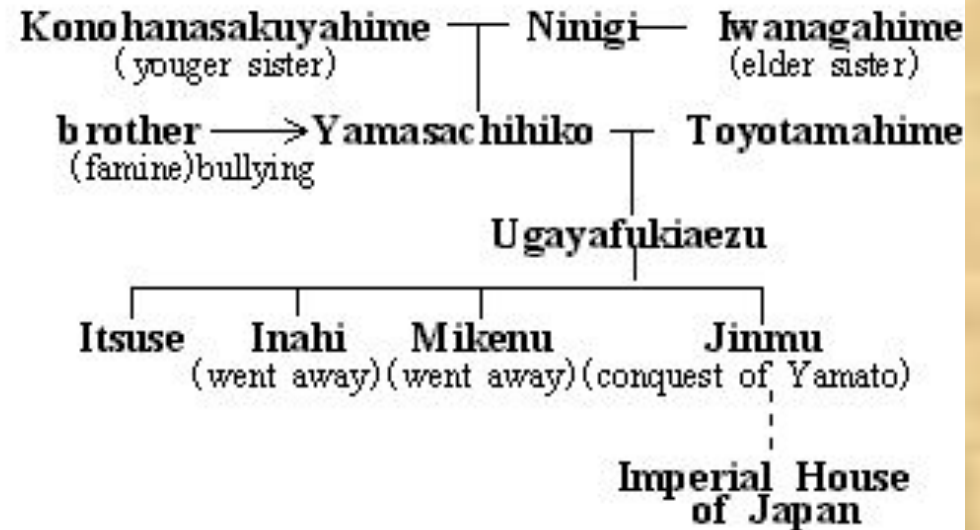 Konohanasakuyahime Ninigi Iwanagahime
(youger sister) (elder sister)
brother Yamasachihiko Toyotamahime
(famine)bullying
Ugayafukiaezu
Itsuse Inahi Mikenu Jinmu
(went away)(went away)(conquest of Yamato)
Imperial House
of Japan